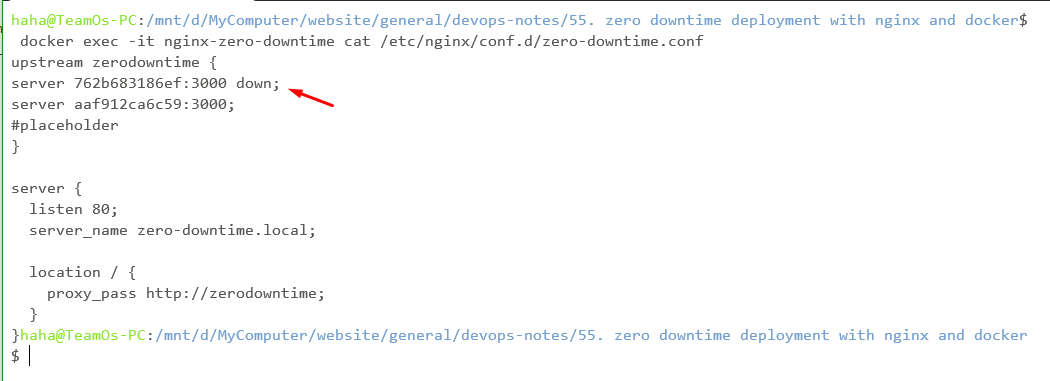 haha@TeamOs-PC:/mnt/d/MyComputer/website/general/devops-notes/55. zero downtime deployment with nginx and docker$
docker exec -it nginx-zero-downtime cat /etc/nginx/conf.d/zero-downtime.conf
upstream zerodowntime {
server 762b683186ef:3000 down;
server aaf912ca6c59:3000;
#placeholder
}
server {
listen 80;
server_name zero-downtime.local;
location / {
proxy_pass http://zerodowntime;
}
}haha@TeamOs-PC:/mnt/d/MyComputer/website/general/devops-notes/55. zero downtime deployment with nginx and docker
$